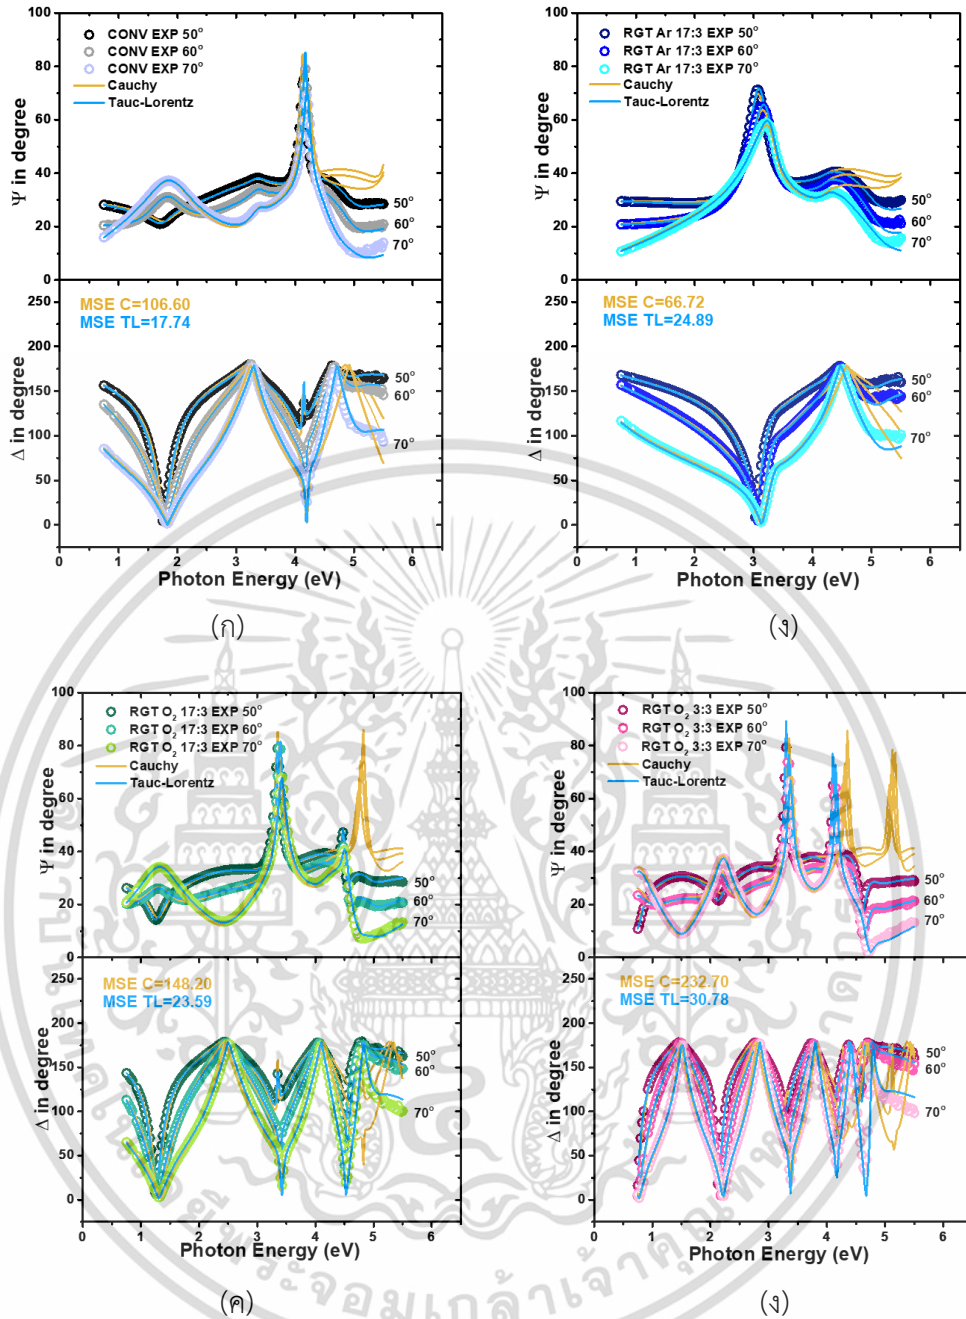 100
80
60
40
20
0
Ψ in degree
CONV EXP 50°
CONV EXP 60°
CONV EXP 70°
Cauchy
Tauc-Lorentz
50°
60°
70°
250
200
150
100
50
0
Δ in degree
MSE C=106.60
MSE TL=17.74
50°
60°
70°
0 1 2 3 4 5 6
Photon Energy (eV)
(ก)
100
80
60
40
20
0
Ψ in degree
RGT Ar 17:3 EXP 50°
RGT Ar 17:3 EXP 60°
RGT Ar 17:3 EXP 70°
Cauchy
Tauc-Lorentz
50°
60°
70°
250
200
150
100
50
0
Δ in degree
MSE C=66.72
MSE TL=24.89
50°
60°
70°
0 1 2 3 4 5 6
Photon Energy (eV)
(ง)
100
80
60
40
20
0
Ψ in degree
RGT O₂ 17:3 EXP 50°
RGT O₂ 17:3 EXP 60°
RGT O₂ 17:3 EXP 70°
Cauchy
Tauc-Lorentz
50°
60°
70°
250
200
150
100
50
0
Δ in degree
MSE C=148.20
MSE TL=23.59
50°
60°
70°
0 1 2 3 4 5 6
Photon Energy (eV)
(ค)
100
80
60
40
20
0
Ψ in degree
RGT O₂ 3:3 EXP 50°
RGT O₂ 3:3 EXP 60°
RGT O₂ 3:3 EXP 70°
Cauchy
Tauc-Lorentz
50°
60°
70°
250
200
150
100
50
0
Δ in degree
MSE C=232.70
MSE TL=30.78
50°
60°
70°
0 1 2 3 4 5 6
Photon Energy (eV)
(ง)